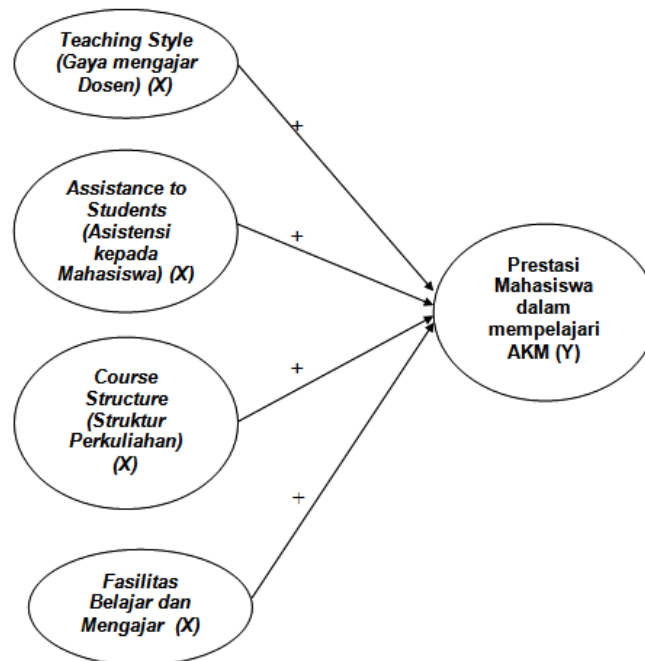 Teaching Style
(Gaya mengajar
Dosen) (X)
+
Assistance to
Students
(Asistensi
kepada
Mahasiswa) (X)
+
Prestasi
Mahasiswa
dalam
mempelajari
AKM (Y)
Course
Structure
(Struktur
Perkuliahan)
(X)
+
+
Fasilitas
Belajar dan
Mengajar (X)